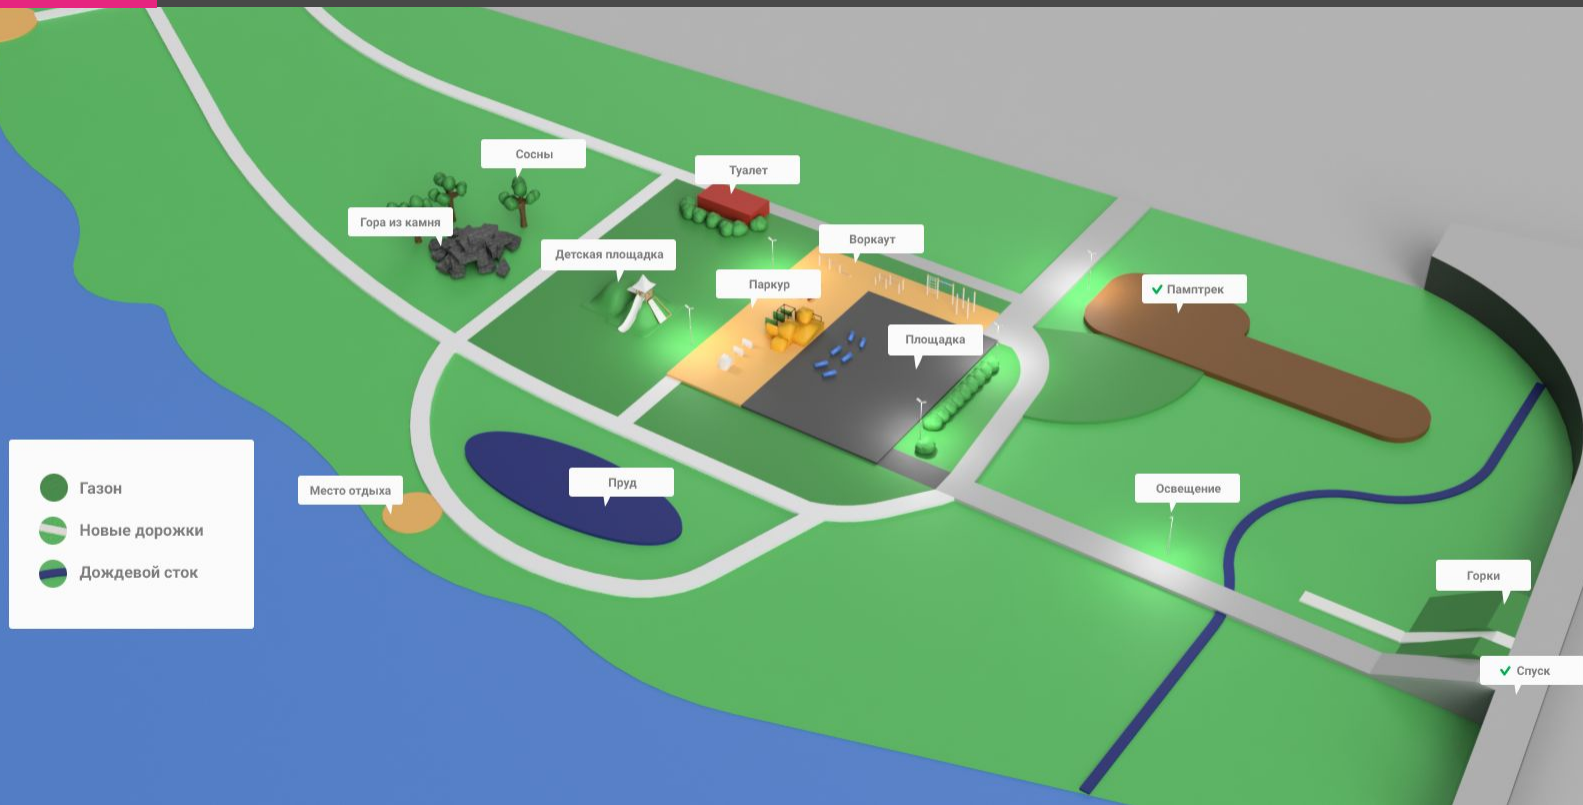 Сосны
Туалет
Гора из камня
Воркаут
Детская площадка
Паркур
Памптрек
Площадка
Пруд
Место отдыха
Освещение
Газон
Новые дорожки
Дождевой сток
Горки
Спуск